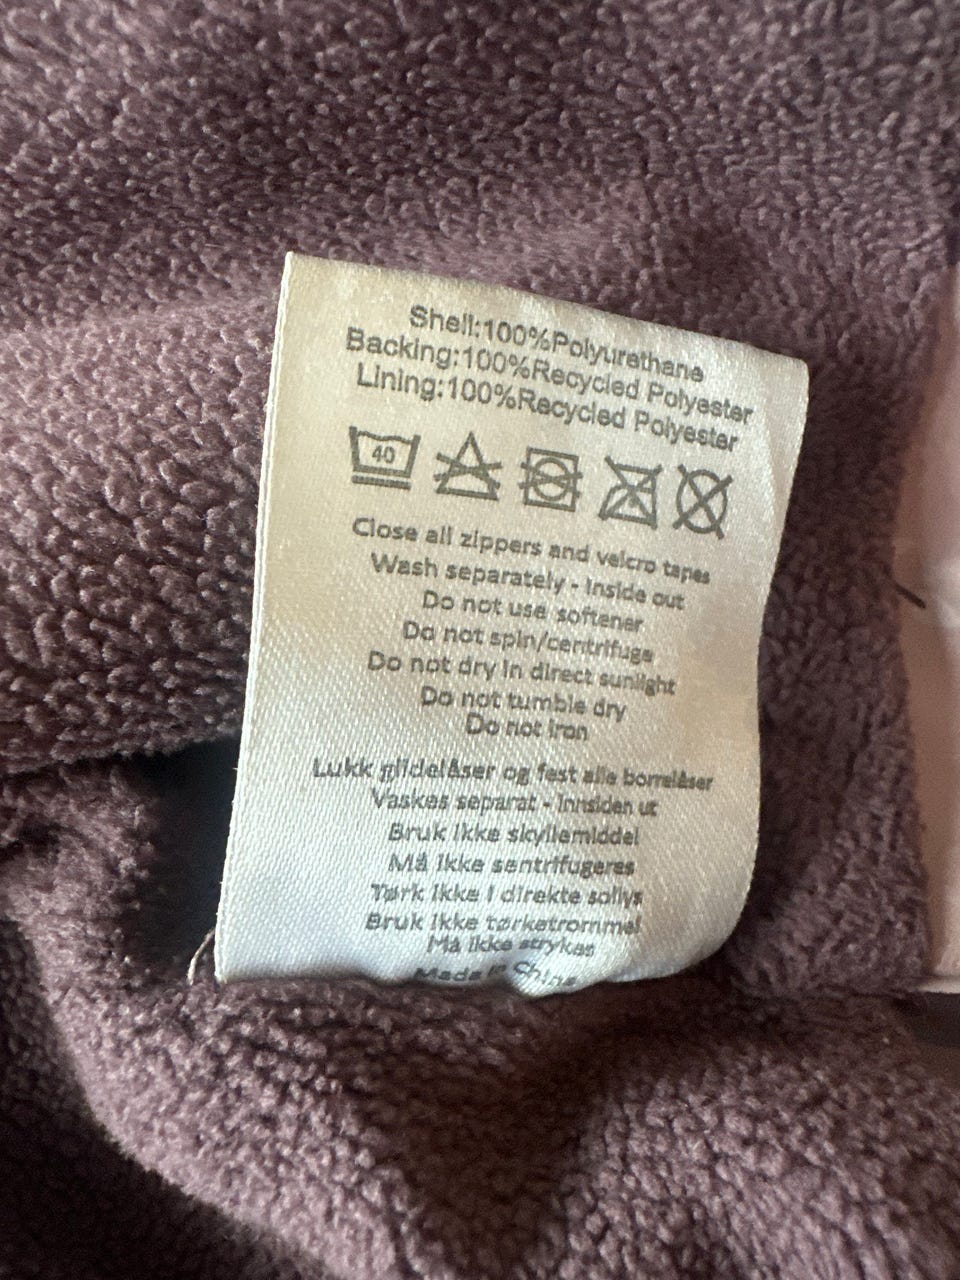 Shell:100%Polyurethane
Backing:100%Recycled Polyester
Lining:100%Recycled Polyester
40
Close all zippers and velcro tapes
Wash separately - Inside out
Do not use softener
Do not spin/centrifuge
Do not dry in direct sunlight
Do not tumble dry
Do not iron
Lukk glidelåser og fest alle borrelåser
Vaskes separat - Innsiden ut
Bruk ikke skyllemiddel
Må ikke sentrifugeres
Tørk ikke i direkte sollys
Bruk ikke tørketrommel
Må ikke strykes
Made in China